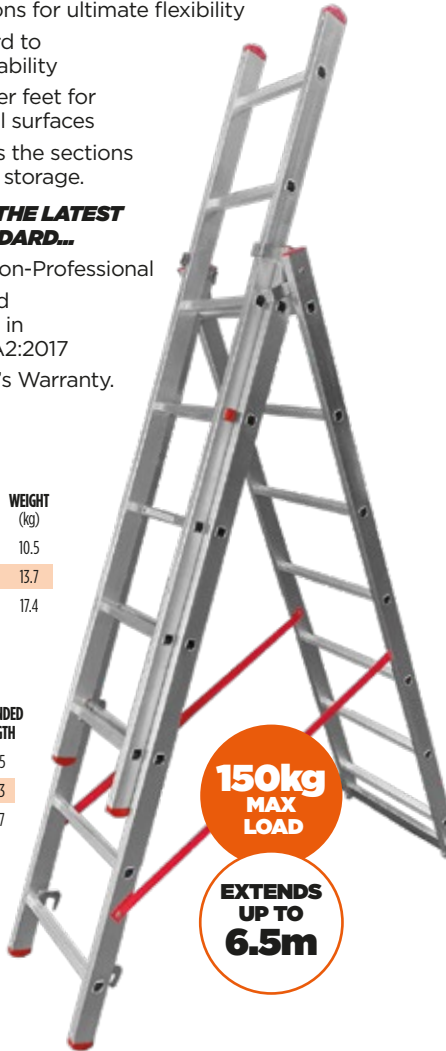 ons for ultimate flexibility
rd to
ability
er feet for
l surfaces
s the sections
storage.
THE LATEST
DARD...
on-Professional
d
in
A2:2017
's Warranty.
WEIGHT
(kg)
10.5
13.7
17.4
NDED
GTH
5
3
7
150kg
MAX
LOAD
EXTENDS
UP TO
6.5m